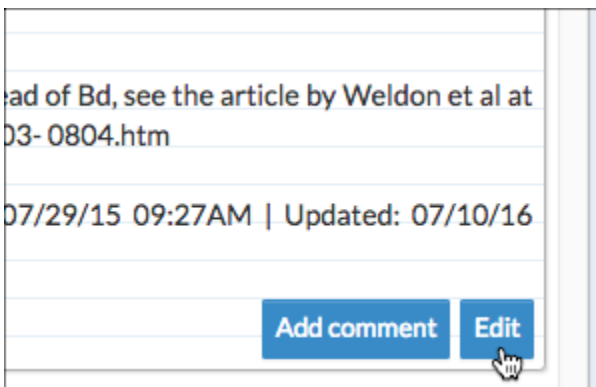 ead of Bd, see the article by Weldon et al at
03- 0804.htm
07/29/15 09:27AM | Updated: 07/10/16
Add comment Edit